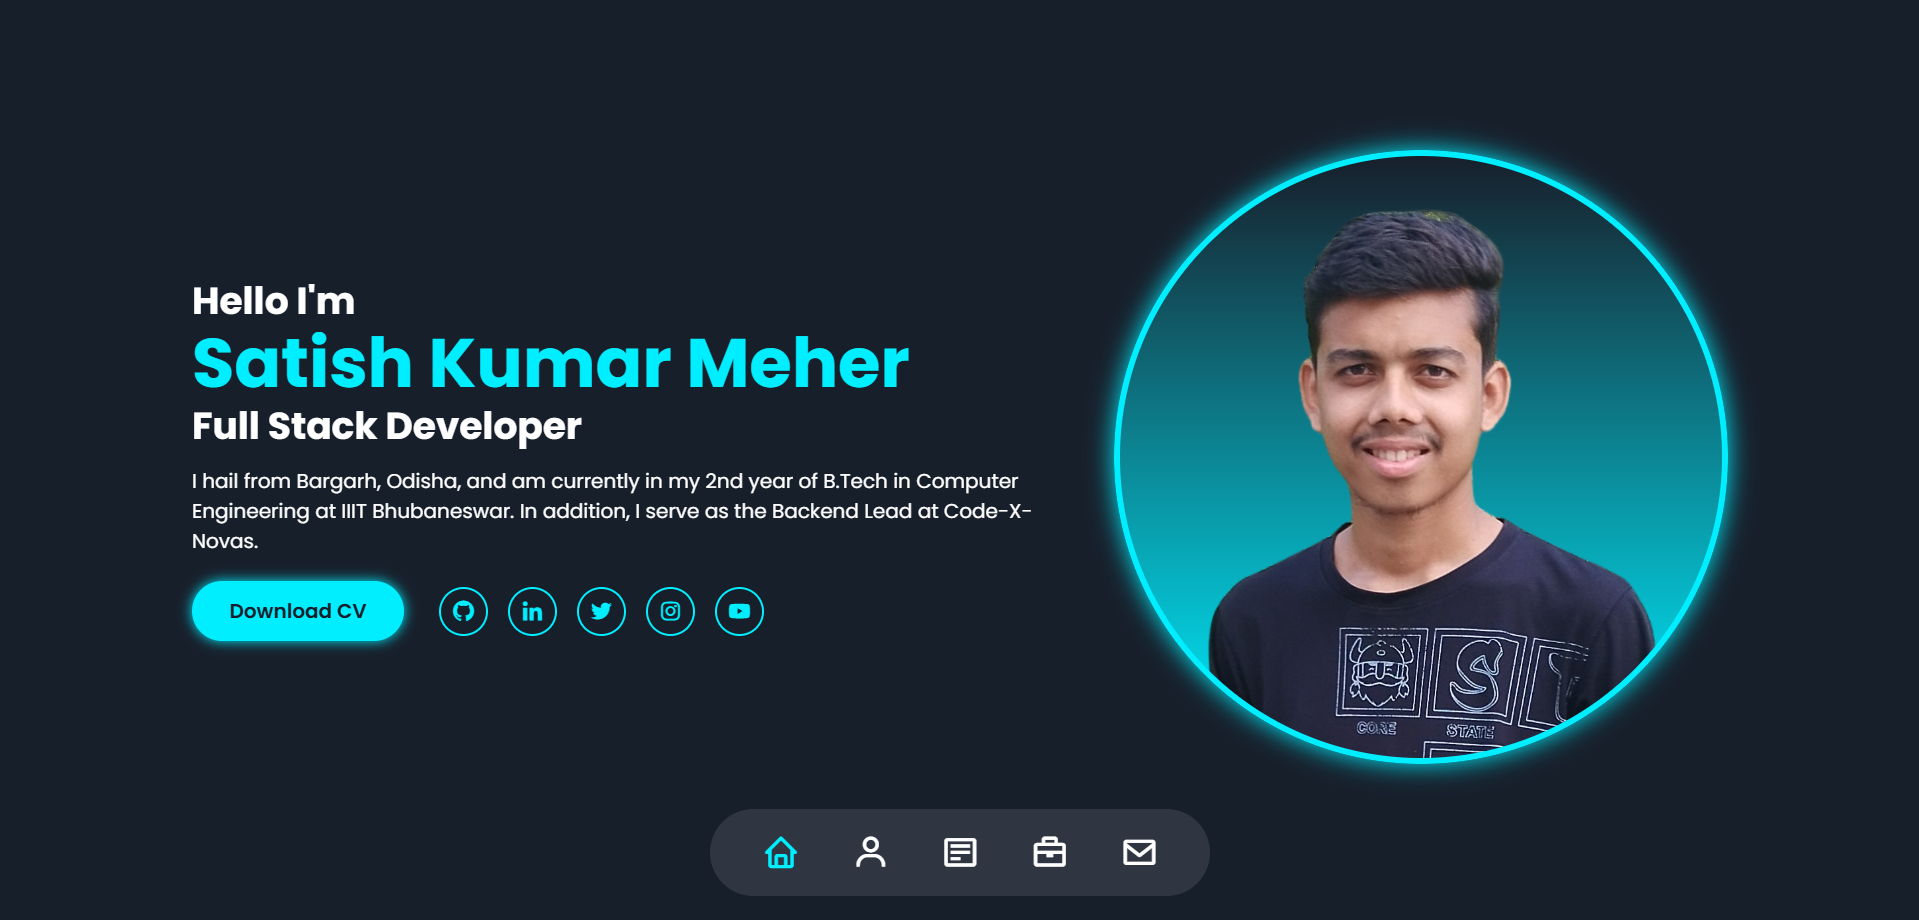 Hello I'm
Satish Kumar Meher
Full Stack Developer
I hail from Bargarh, Odisha, and am currently in my 2nd year of B.Tech in Computer
Engineering at IIIT Bhubaneswar. In addition, I serve as the Backend Lead at Code-X-
Novas.
Download CV
in
S
CORE
STATE